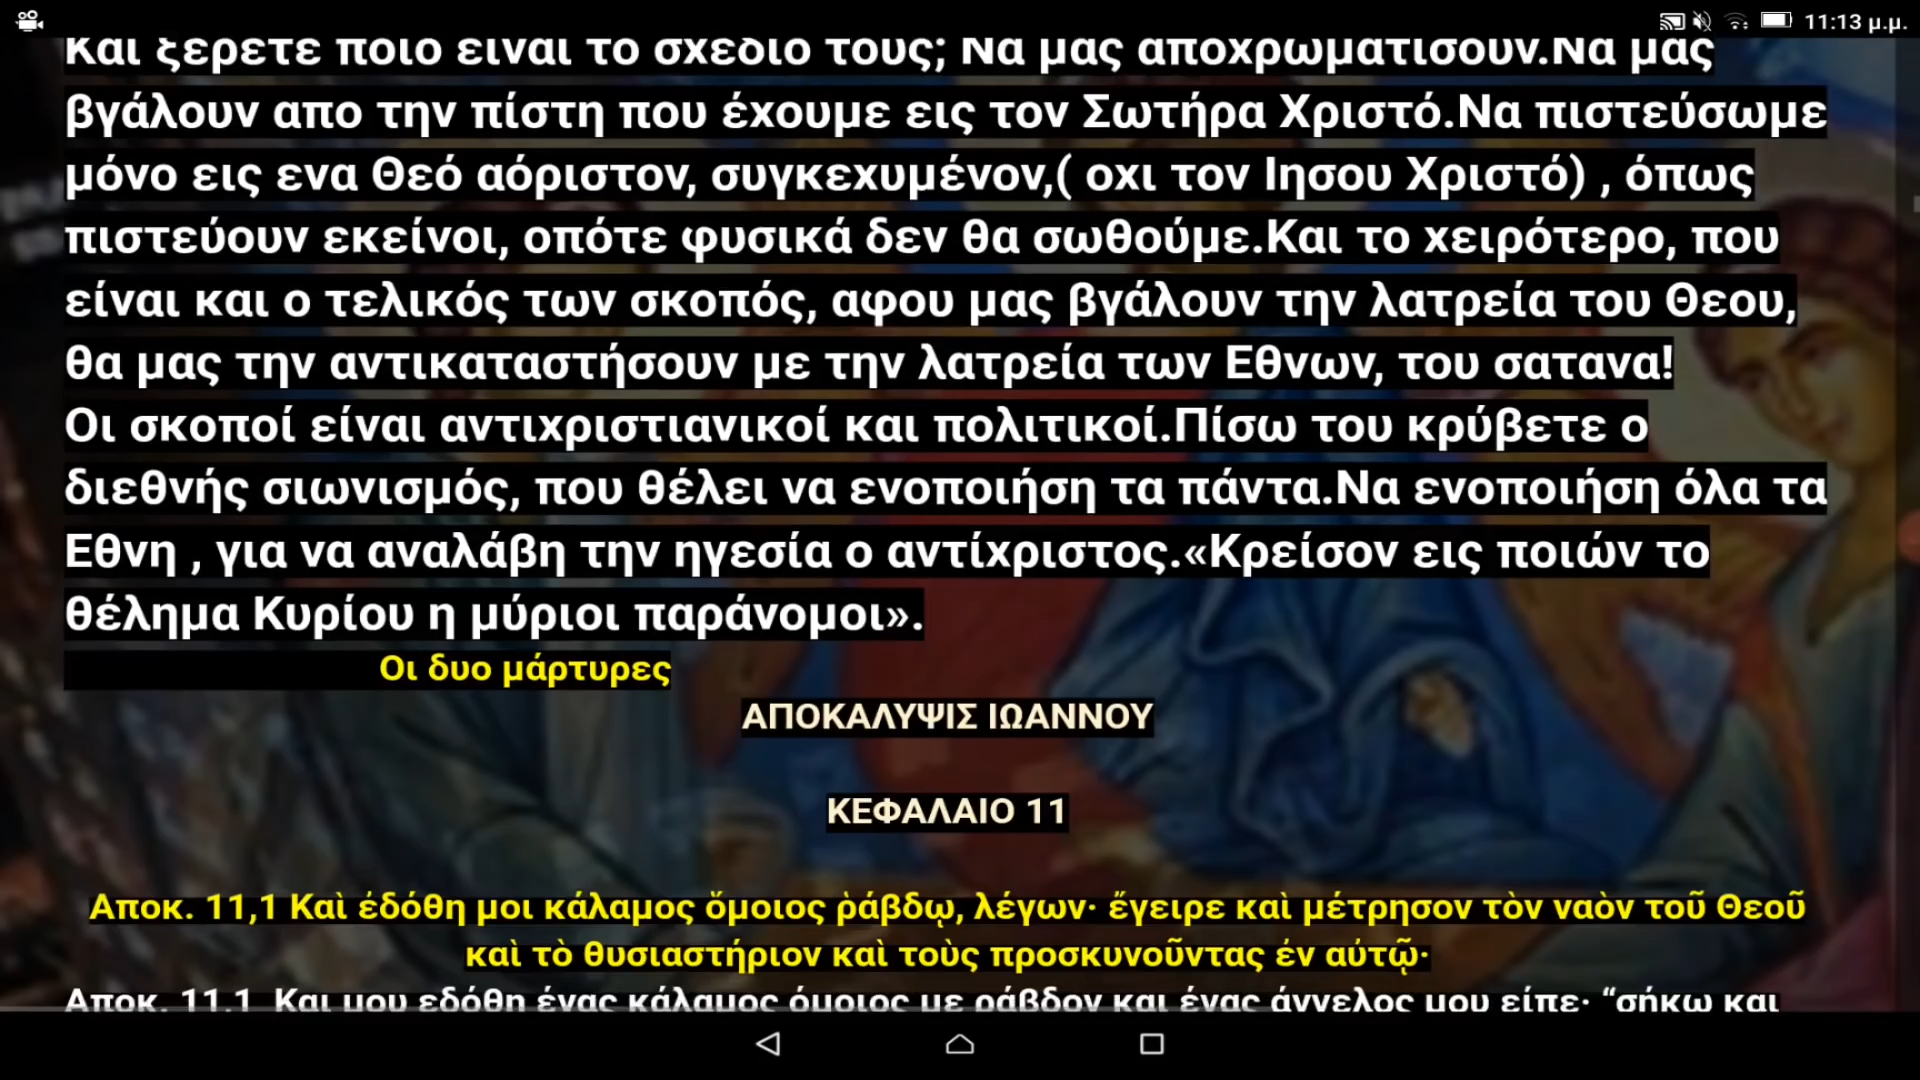 11:13 μ.μ.
Και ξέρετε ποιο είναι το σχέδιο τους; Να μας αποχρωματίσουν.Να μας
βγάλουν απο την πίστη που έχουμε εις τον Σωτήρα Χριστό.Να πιστεύσωμε
μόνο εις ενα Θεό αόριστον, συγκεχυμένον,( οχι τον Ιησου Χριστό) , όπως
πιστεύουν εκείνοι, οπότε φυσικά δεν θα σωθούμε.Και το χειρότερο, που
είναι και ο τελικός των σκοπός, αφου μας βγάλουν την λατρεία του Θεου,
θα μας την αντικαταστήσουν με την λατρεία των Εθνων, του σατανα!
Οι σκοποί είναι αντιχριστιανικοί και πολιτικοί.Πίσω του κρύβετε ο
διεθνής σιωνισμός, που θέλει να ενοποιήση τα πάντα.Να ενοποιήση όλα τα
Εθνη , για να αναλάβη την ηγεσία ο αντίχριστος.«Κρείσον εις ποιών το
θέλημα Κυρίου η μύριοι παράνομοι».
Οι δυο μάρτυρες
ΑΠΟΚΑΛΥΨΙΣ ΙΩΑΝΝΟΥ
ΚΕΦΑΛΑΙΟ 11
Αποκ. 11,1 Καὶ ἐδόθη μοι κάλαμος ὅμοιος ῥάβδῳ, λέγων· ἔγειρε καὶ μέτρησον τὸν ναὸν τοῦ Θεοῦ
καὶ τὸ θυσιαστήριον καὶ τοὺς προσκυνοῦντας ἐν αὐτῷ·
Αποκ. 11,1 Και μου εδόθη ένας κάλαμος όμοιος με ράβδον και ένας άγγελος μου είπε· “σήκω και